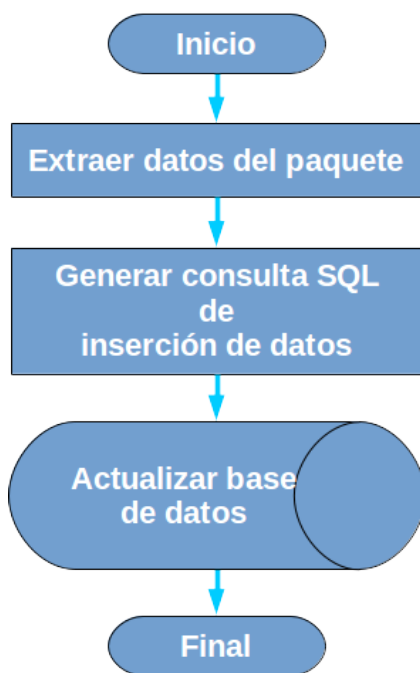 Inicio
Extraer datos del paquete
Generar consulta SQL
de
inserción de datos
Actualizar base
de datos
Final